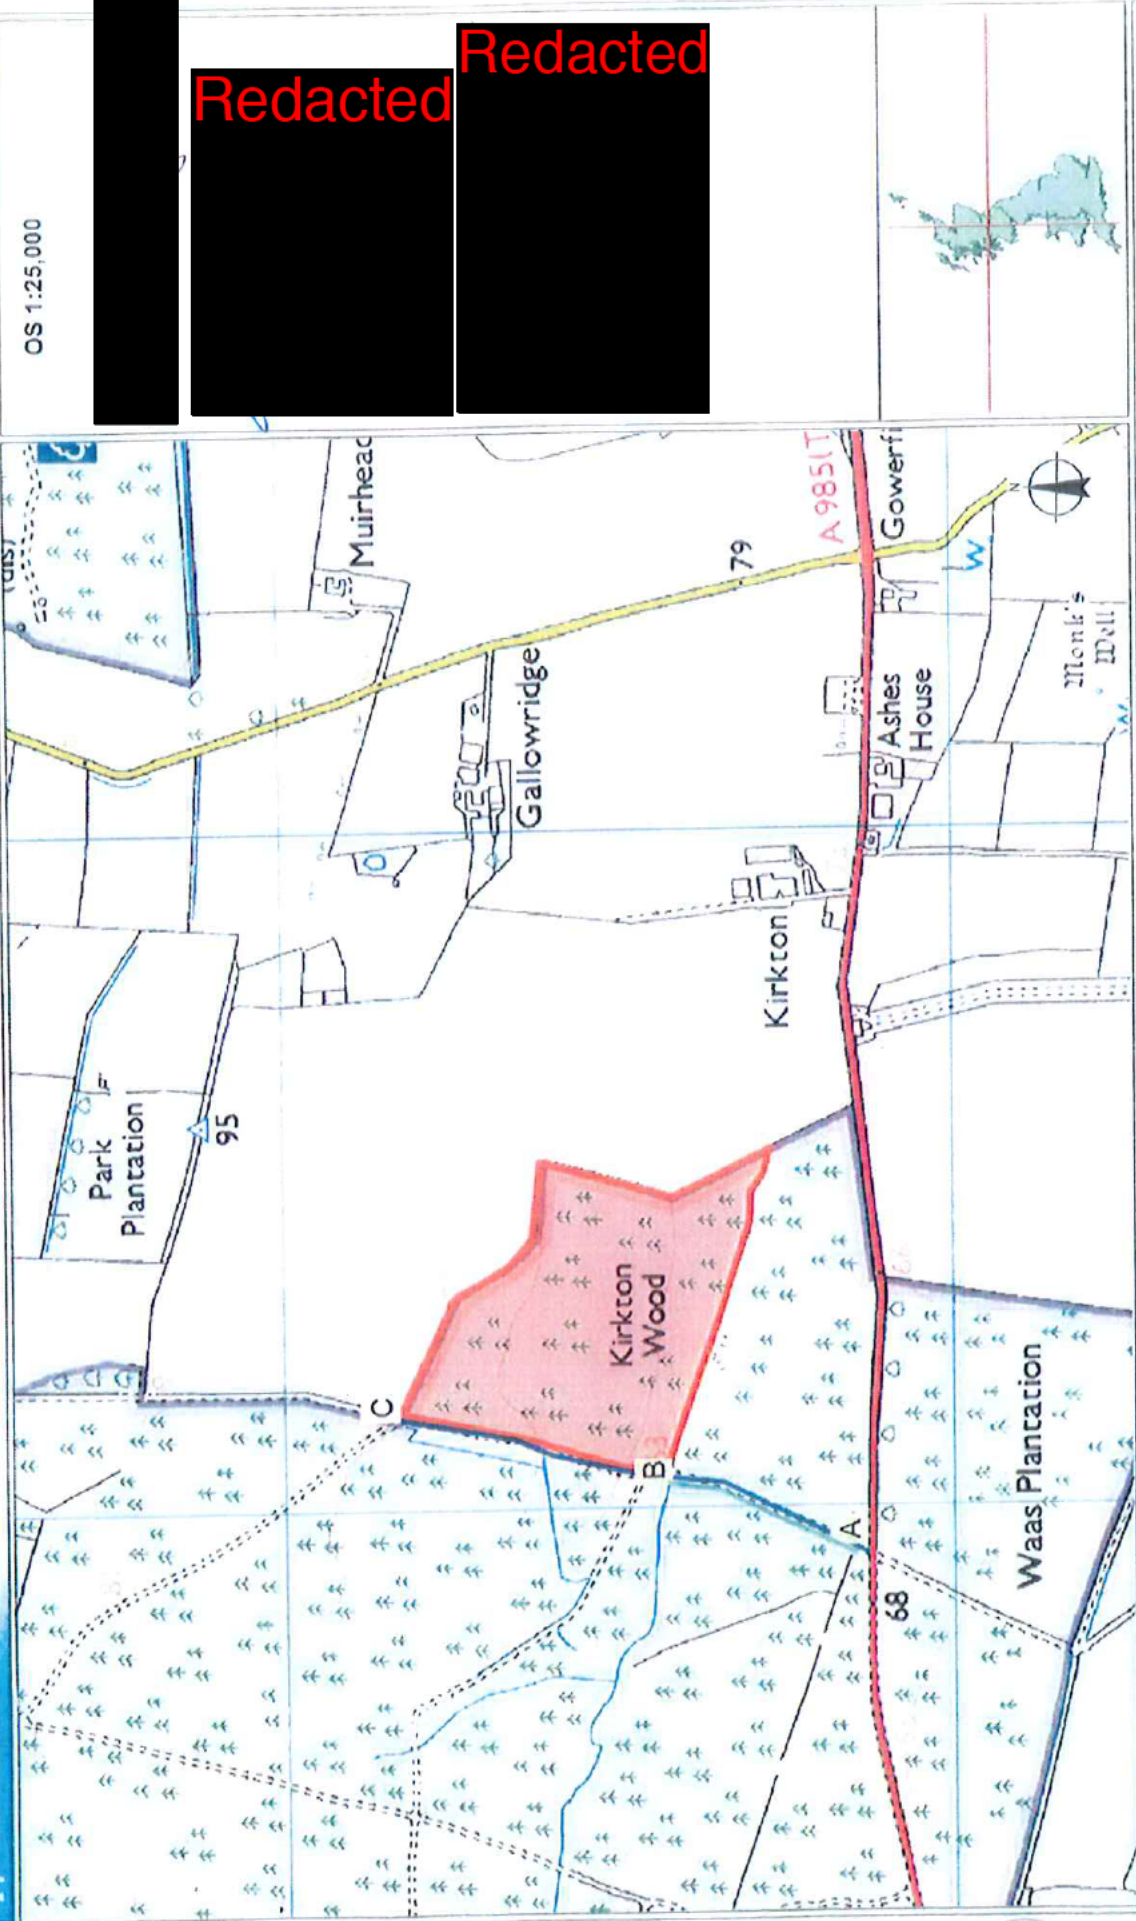 OS 1:25,000
Redacted
Redacted
(dis)
Muirhead
79
A 985(T
Gowerfi
W
N
Gallowridge
Ashes
House
Monk's
Well
W
Kirkton
Park
Plantation
95
Kirkton
Wood
C
B
A
68
Waas Plantation